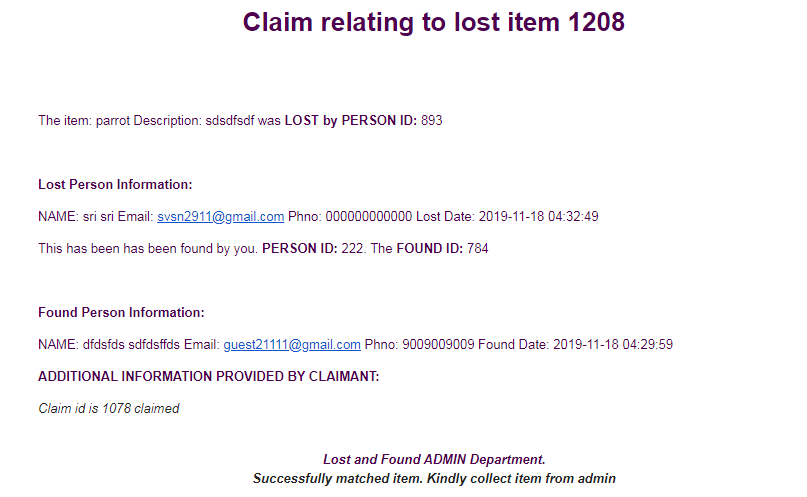 Claim relating to lost item 1208
The item: parrot Description: sdsdfsdf was LOST by PERSON ID: 893
Lost Person Information:
NAME: sri sri Email: svsn2911@gmail.com Phno: 000000000000 Lost Date: 2019-11-18 04:32:49
This has been has been found by you. PERSON ID: 222. The FOUND ID: 784
Found Person Information:
NAME: dfdsfds sdfdsffds Email: guest21111@gmail.com Phno: 9009009009 Found Date: 2019-11-18 04:29:59
ADDITIONAL INFORMATION PROVIDED BY CLAIMANT:
Claim id is 1078 claimed
Lost and Found ADMIN Department.
Successfully matched item. Kindly collect item from admin